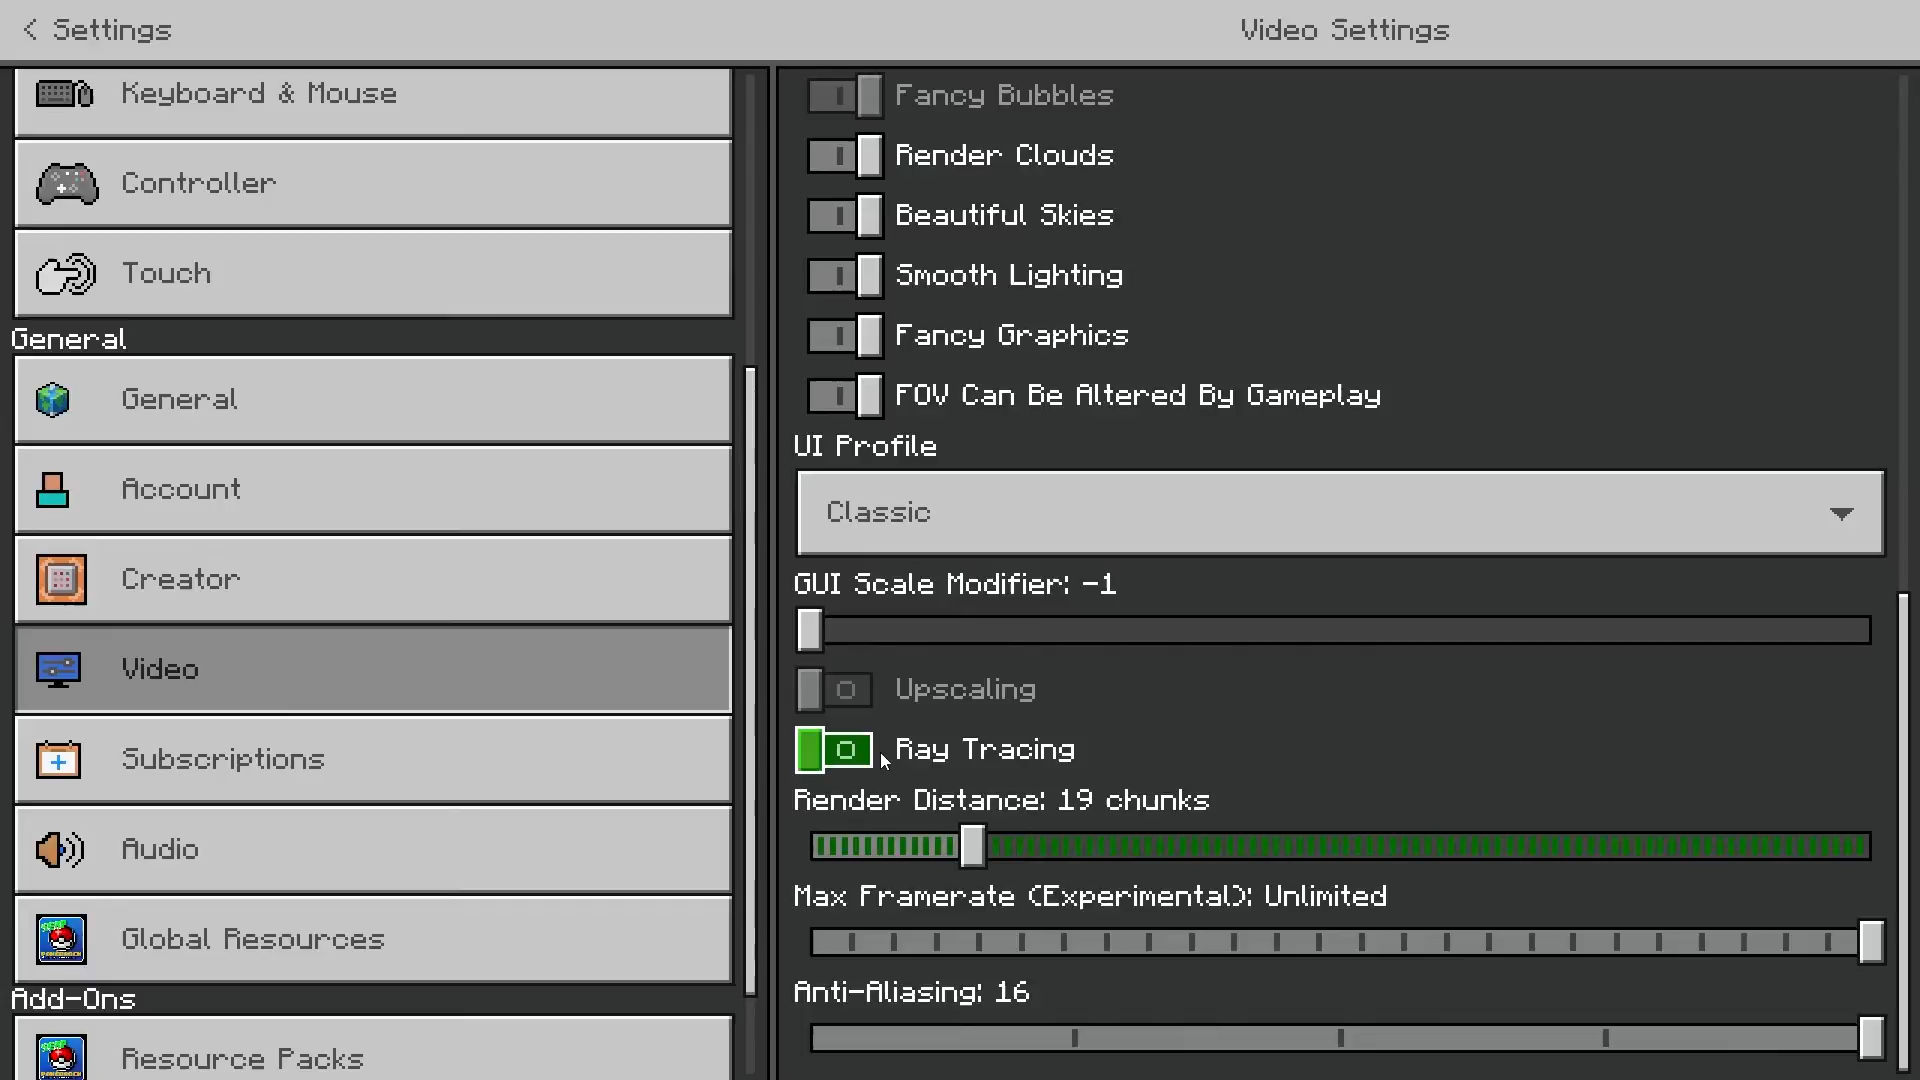 Settings
Video Settings
Keyboard & Mouse
Controller
Touch
General
General
Account
Creator
Video
Subscriptions
Audio
Global Resources
Add-Ons
Resource Packs
Fancy Bubbles
Render Clouds
Beautiful Skies
Smooth Lighting
Fancy Graphics
FOV Can Be Altered By Gameplay
UI Profile
Classic
GUI Scale Modifier: -1
Upscaling
Ray Tracing
Render Distance: 19 chunks
Max Framerate (Experimental): Unlimited
Anti-Aliasing: 16